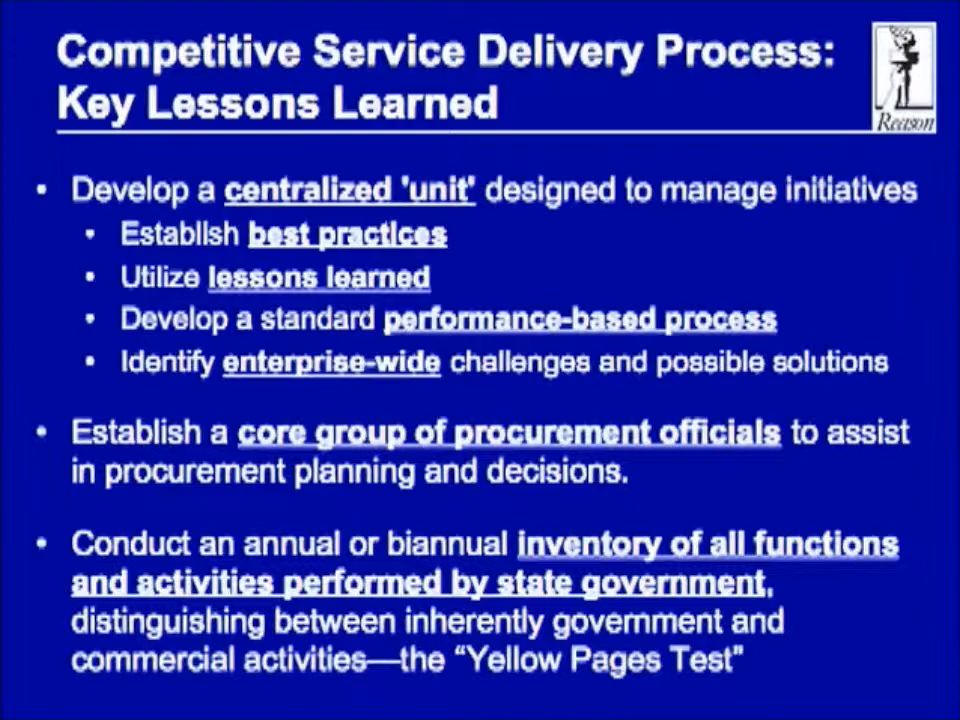 Competitive Service Delivery Process:
Key Lessons Learned
Reason
• Develop a centralized 'unit' designed to manage initiatives
• Establish best practices
• Utilize lessons learned
• Develop a standard performance-based process
• Identify enterprise-wide challenges and possible solutions
• Establish a core group of procurement officials to assist
in procurement planning and decisions.
• Conduct an annual or biannual inventory of all functions
and activities performed by state government,
distinguishing between inherently government and
commercial activities—the “Yellow Pages Test”